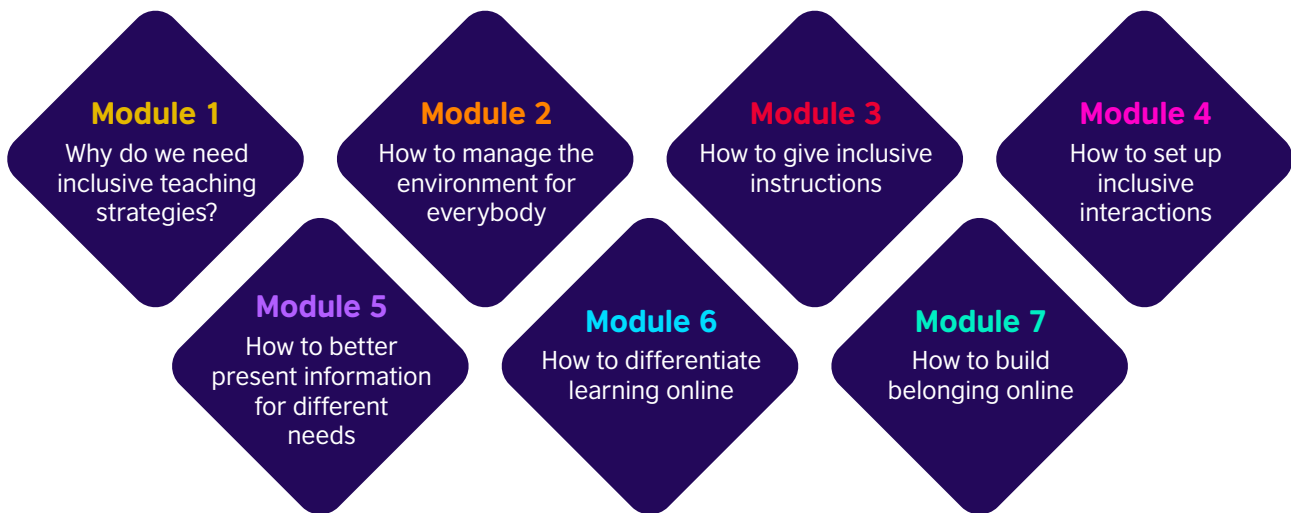 Module 1
Why do we need
inclusive teaching
strategies?
Module 2
How to manage the
environment for
everybody
Module 3
How to give inclusive
instructions
Module 4
How to set up
inclusive
interactions
Module 5
How to better
present information
for different
needs
Module 6
How to differentiate
learning online
Module 7
How to build
belonging online